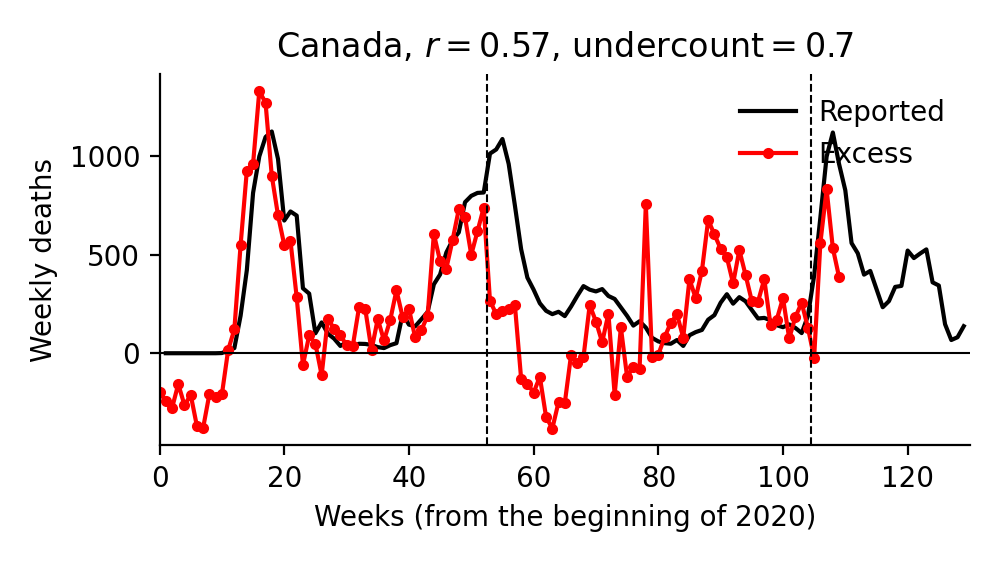 Canada, r = 0.57, undercount = 0.7
Reported
Excess
Weekly deaths
1000
500
0
0 20 40 60 80 100 120
Weeks (from the beginning of 2020)